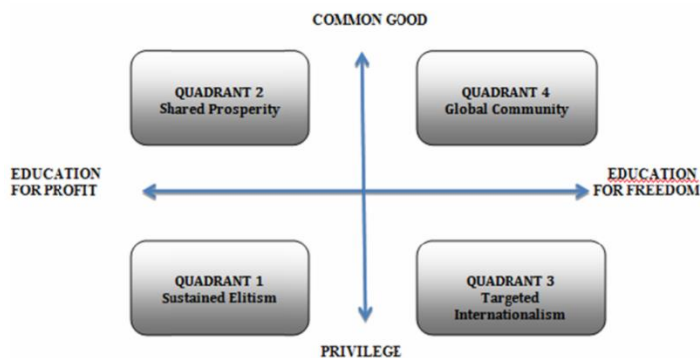 COMMON GOOD
QUADRANT 2
Shared Prosperity
QUADRANT 4
Global Community
EDUCATION
FOR PROFIT
EDUCATION
FOR FREEDOM
QUADRANT 1
Sustained Elitism
QUADRANT 3
Targeted
Internationalism
PRIVILEGE